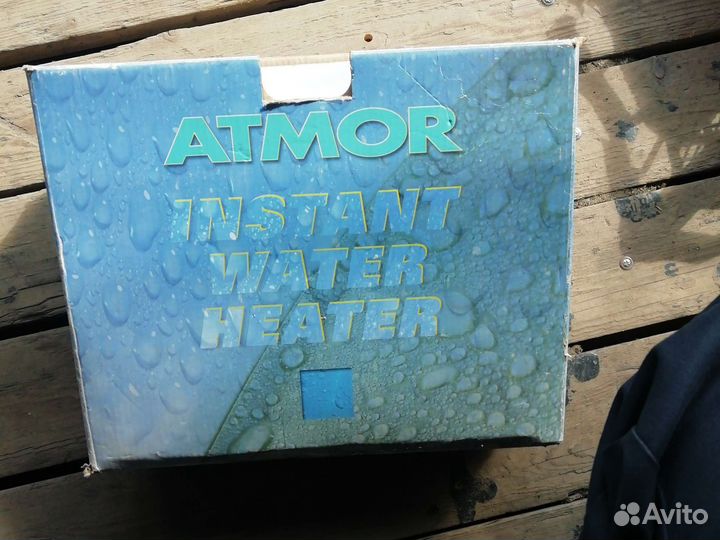 ATMOR
INSTANT
WATER
HEATER
Avito